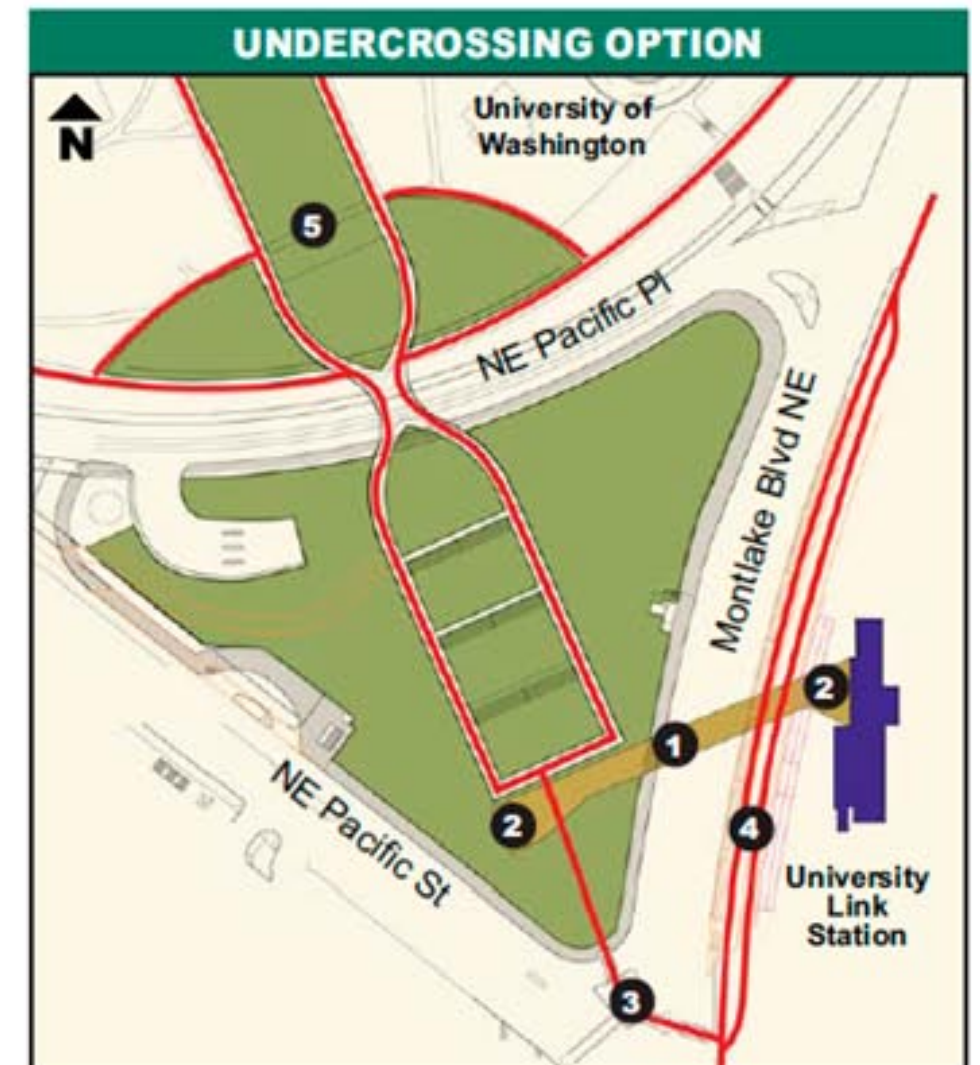 UNDERCROSSING OPTION
N
University of
Washington
5
NE Pacific Pl
Montlake Blvd NE
2
1
2
NE Pacific St
4
University
Link
Station
3